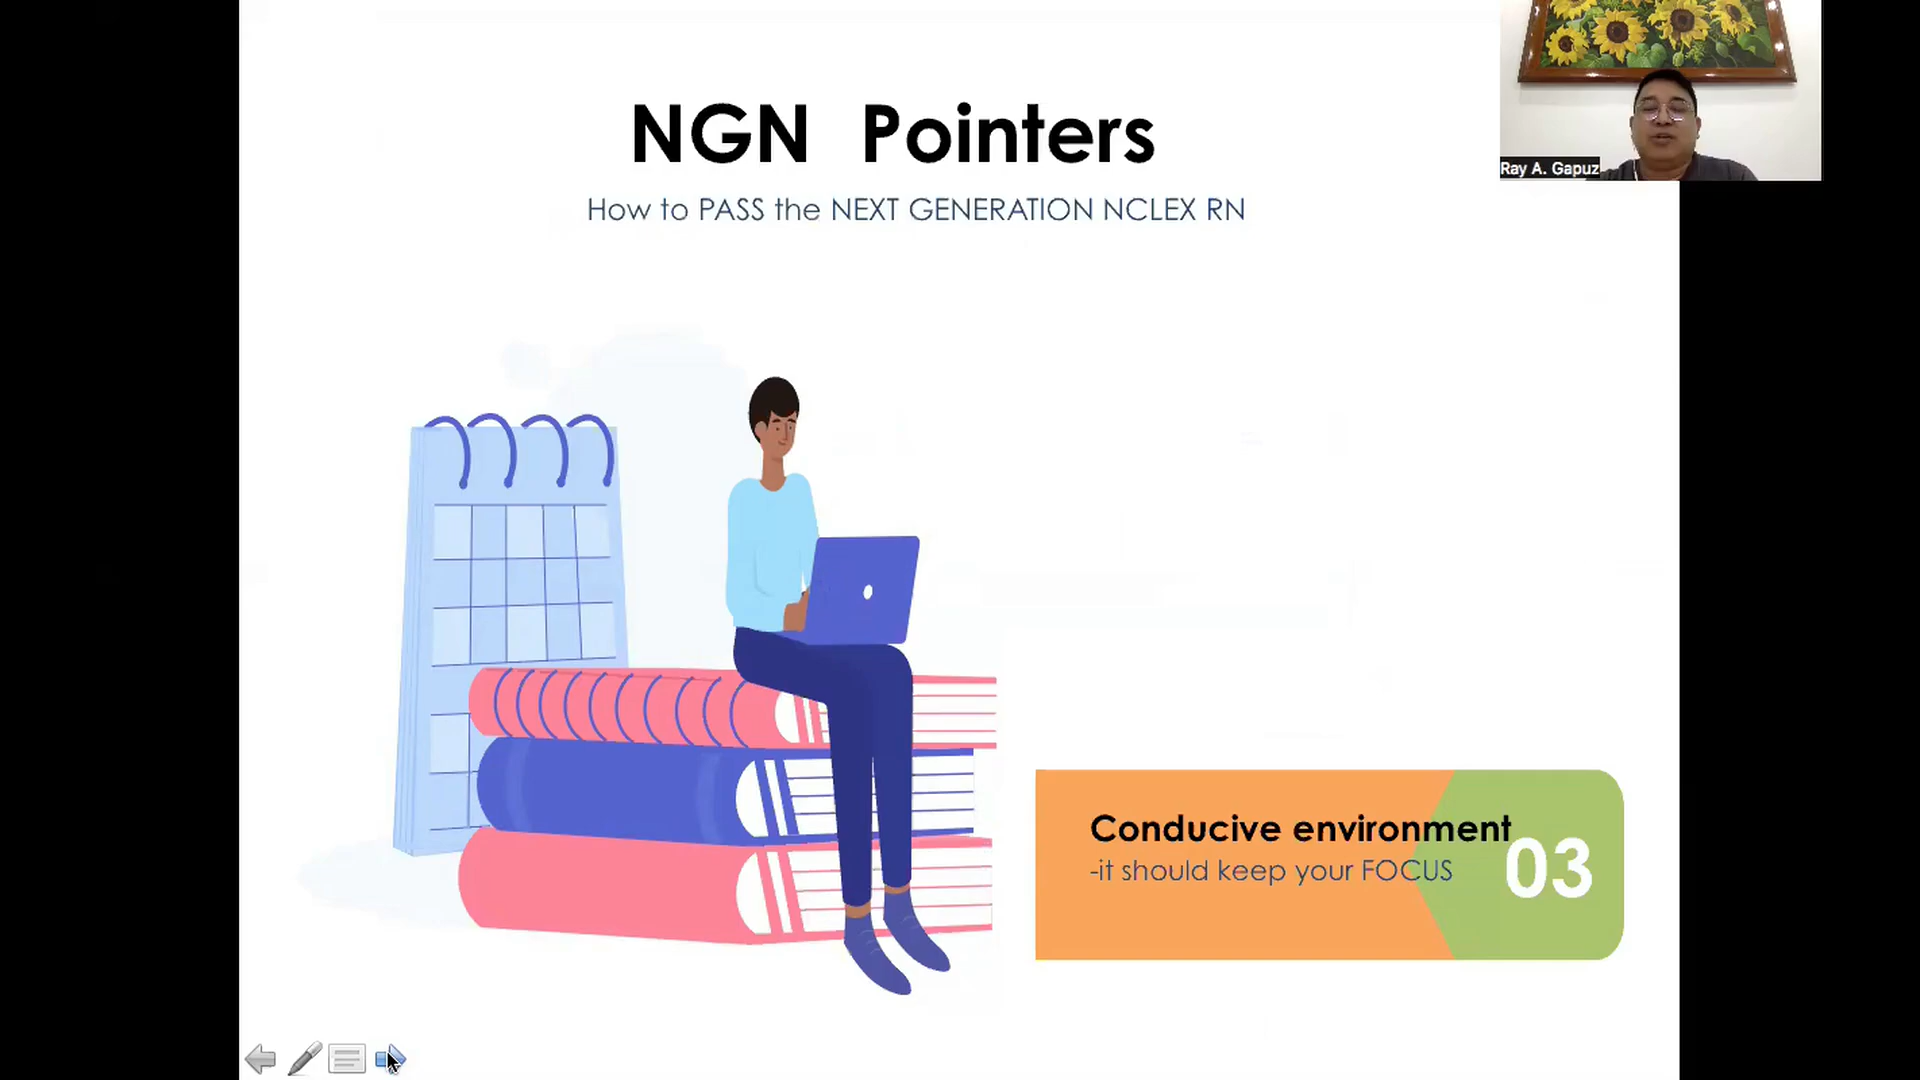 NGN Pointers
How to PASS the NEXT GENERATION NCLEX RN
Ray A. Gapuz
Conducive environment
-it should keep your FOCUS
03